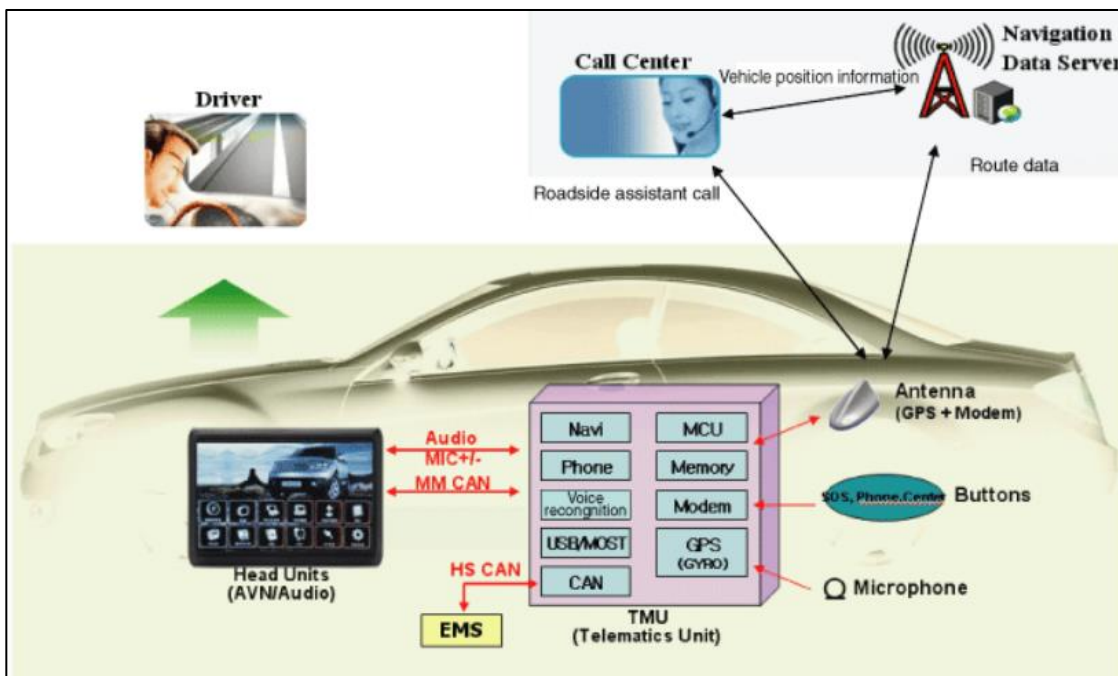 Navigation
Data Server
Call Center
Vehicle position information
Driver
Route data
Roadside assistant call
Antenna
(GPS + Modem)
Navi
MCU
Audio
MIC+/-
Phone
Memory
MM CAN
Voice
recongnition
Modem
SOS, Phone,Center
Buttons
USB/MOST
GPS
(GYRO)
HS CAN
CAN
Microphone
Head Units
(AVN/Audio)
TMU
(Telematics Unit)
EMS